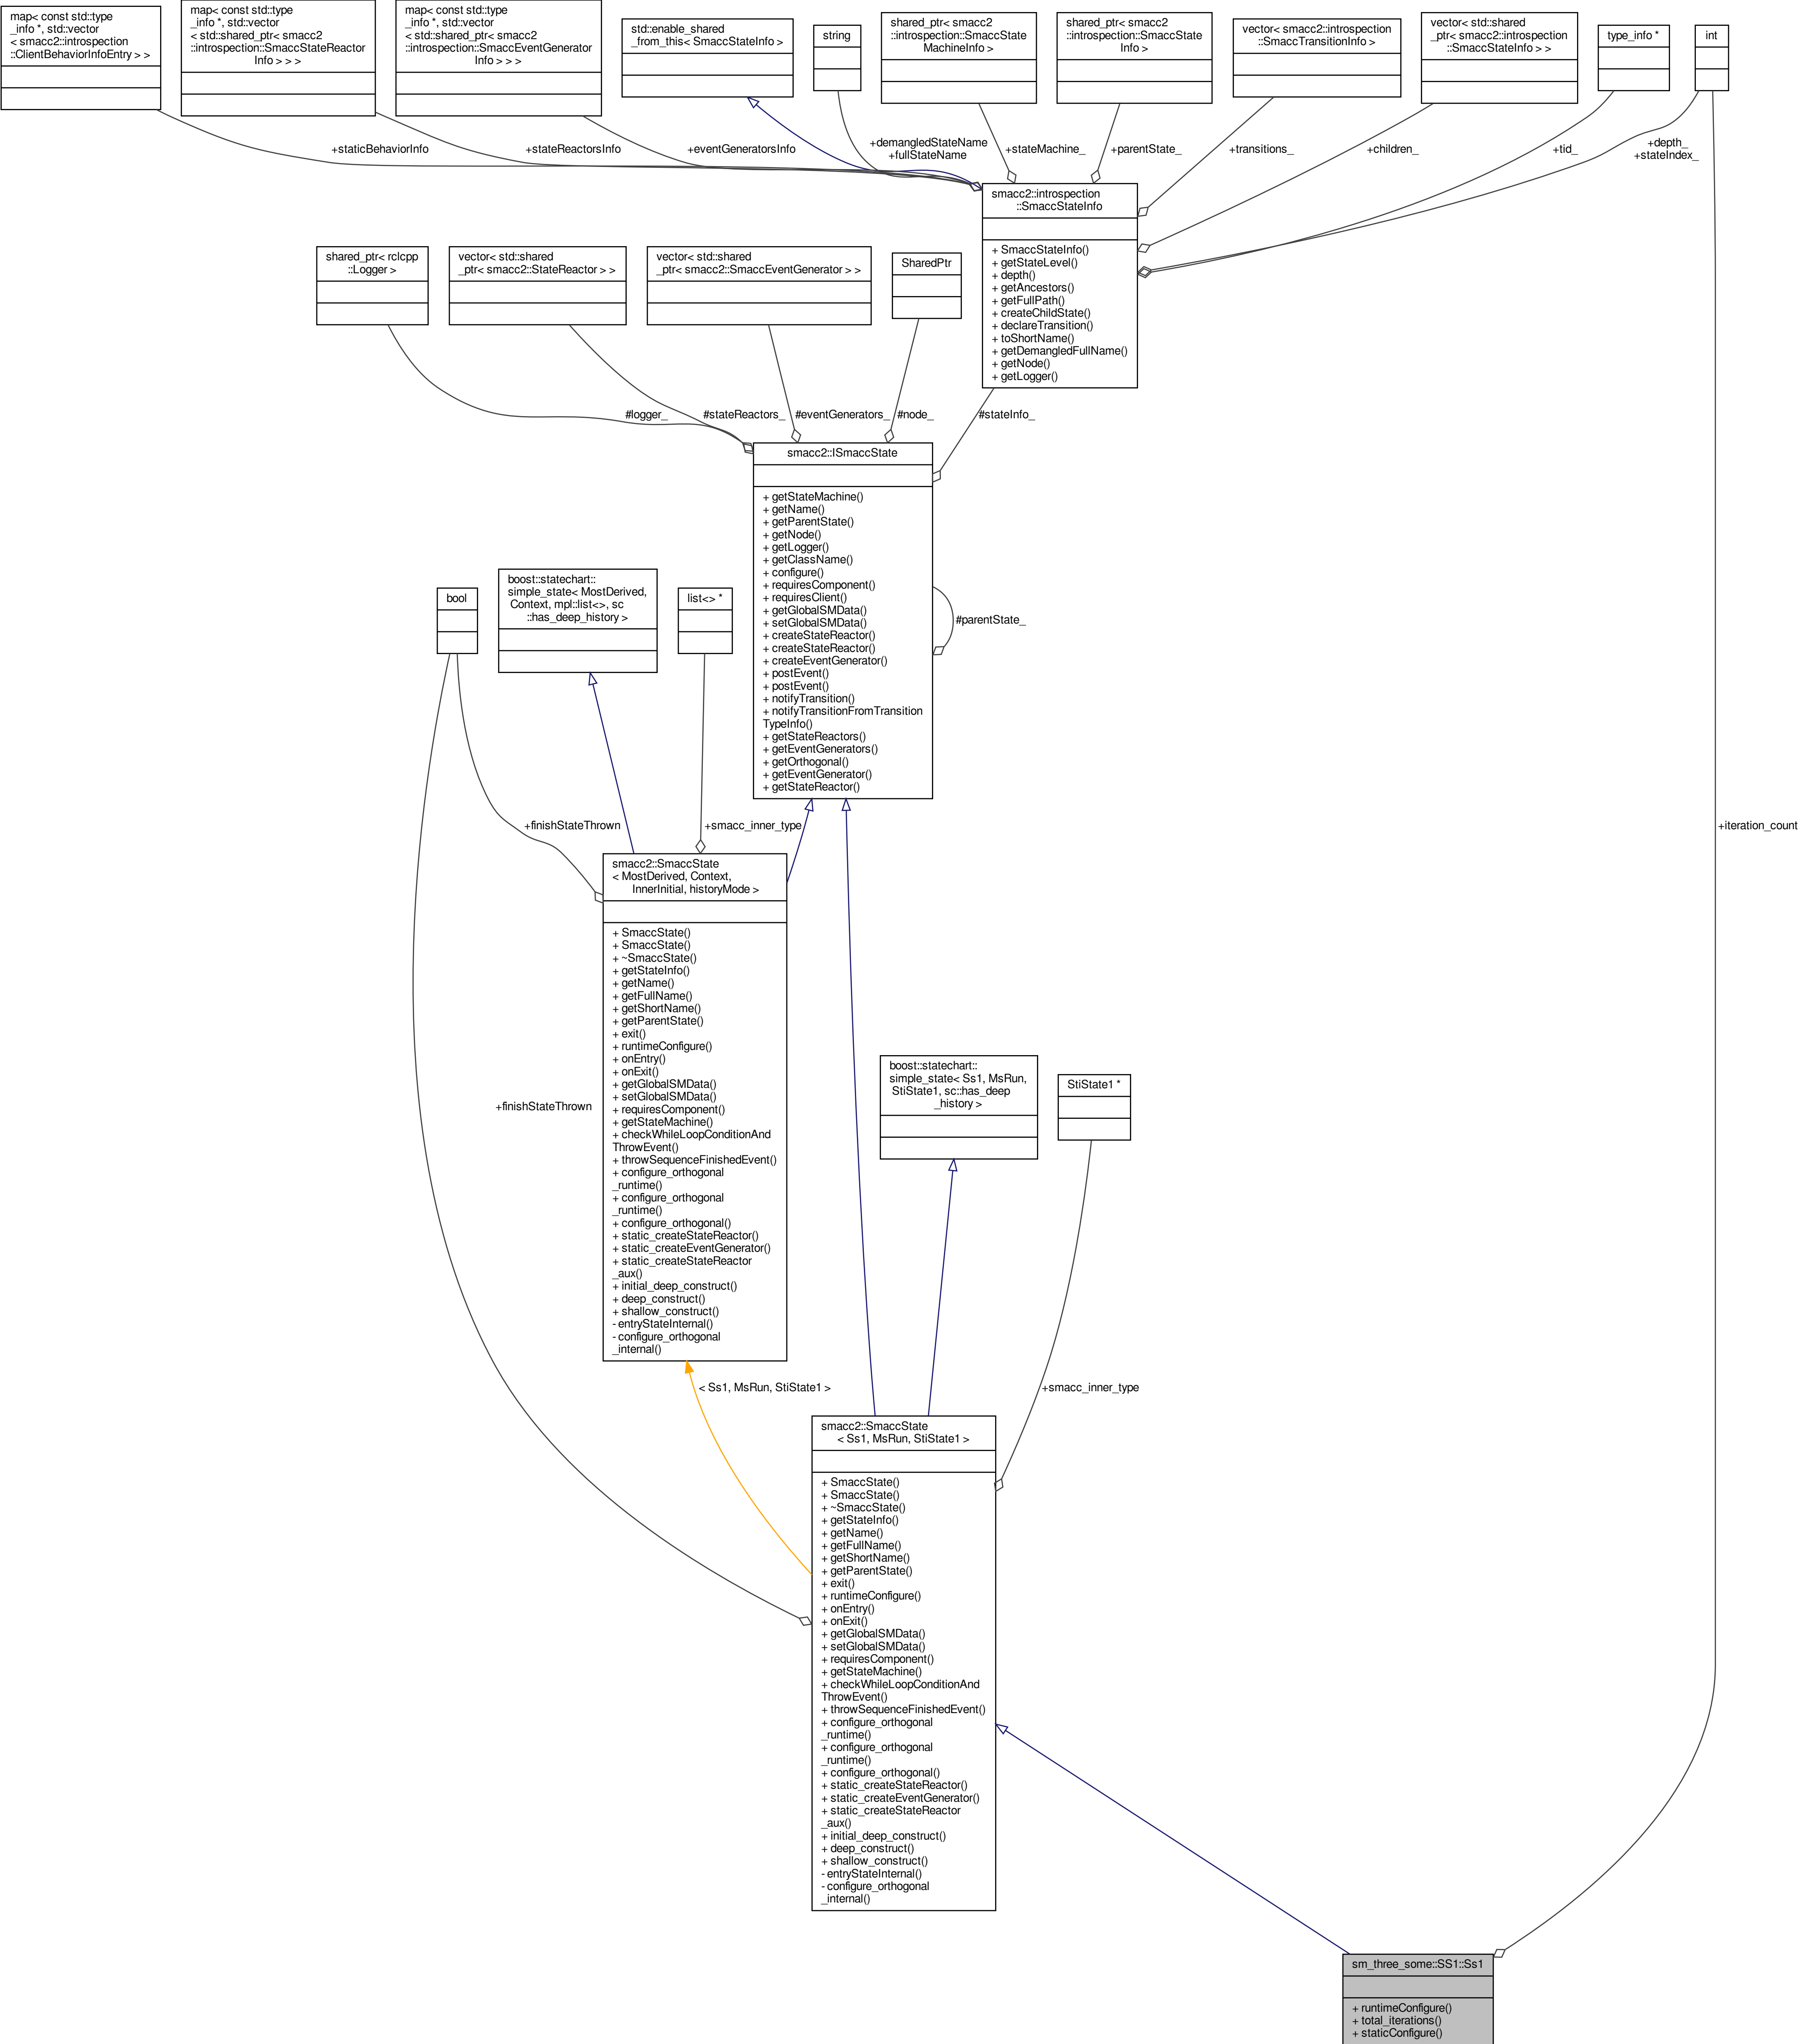 map< const std::type
_info *, std::vector
< smacc2::introspection
::ClientBehaviorInfoEntry > >
map< const std::type
_info *, std::vector
< std::shared_ptr< smacc2
::introspection::SmaccStateReactor
Info > > >
map< const std::type
_info *, std::vector
< std::shared_ptr< smacc2
::introspection::SmaccEventGenerator
Info > > >
std::enable_shared
_from_this< SmaccStateInfo >
string
shared_ptr< smacc2
::introspection::SmaccState
MachineInfo >
shared_ptr< smacc2
::introspection::SmaccState
Info >
vector< smacc2::introspection
::SmaccTransitionInfo >
vector< std::shared
_ptr< smacc2::introspection
::SmaccStateInfo > >
type_info *
int
+staticBehaviorInfo
+stateReactorsInfo
+eventGeneratorsInfo
+demangledStateName
+fullStateName
+stateMachine_
+parentState_
+transitions_
+children_
+tid_
+depth_
+stateIndex_
smacc2::introspection
::SmaccStateInfo
+ SmaccStateInfo()
+ getStateLevel()
+ depth()
+ getAncestors()
+ getFullPath()
+ createChildState()
+ declareTransition()
+ toShortName()
+ getDemangledFullName()
+ getNode()
+ getLogger()
shared_ptr< rclcpp
::Logger >
vector< std::shared
_ptr< smacc2::StateReactor > >
vector< std::shared
_ptr< smacc2::SmaccEventGenerator > >
SharedPtr
#logger_
#stateReactors_
#eventGenerators_
#node_
#stateInfo_
smacc2::ISmaccState
+ getStateMachine()
+ getName()
+ getParentState()
+ getNode()
+ getLogger()
+ getClassName()
+ configure()
+ requiresComponent()
+ requiresClient()
+ getGlobalSMData()
+ setGlobalSMData()
+ createStateReactor()
+ createStateReactor()
+ createEventGenerator()
+ postEvent()
+ postEvent()
+ notifyTransition()
+ notifyTransitionFromTransition
TypeInfo()
+ getStateReactors()
+ getEventGenerators()
+ getOrthogonal()
+ getEventGenerator()
+ getStateReactor()
#parentState_
bool
boost::statechart::
simple_state< MostDerived,
Context, mpl::list<>, sc
::has_deep_history >
list<> *
+finishStateThrown
+smacc_inner_type
+iteration_count
smacc2::SmaccState
< MostDerived, Context,
InnerInitial, historyMode >
+ SmaccState()
+ SmaccState()
+ ~SmaccState()
+ getStateInfo()
+ getName()
+ getFullName()
+ getShortName()
+ getParentState()
+ exit()
+ runtimeConfigure()
+ onEntry()
+ onExit()
+ getGlobalSMData()
+ setGlobalSMData()
+ requiresComponent()
+ getStateMachine()
+ checkWhileLoopConditionAnd
ThrowEvent()
+ throwSequenceFinishedEvent()
+ configure_orthogonal
_runtime()
+ configure_orthogonal
_runtime()
+ configure_orthogonal()
+ static_createStateReactor()
+ static_createEventGenerator()
+ static_createStateReactor
_aux()
+ initial_deep_construct()
+ deep_construct()
+ shallow_construct()
- entryStateInternal()
- configure_orthogonal
_internal()
+finishStateThrown
boost::statechart::
simple_state< Ss1, MsRun,
StiState1, sc::has_deep
_history >
StiState1 *
< Ss1, MsRun, StiState1 >
+smacc_inner_type
smacc2::SmaccState
< Ss1, MsRun, StiState1 >
+ SmaccState()
+ SmaccState()
+ ~SmaccState()
+ getStateInfo()
+ getName()
+ getFullName()
+ getShortName()
+ getParentState()
+ exit()
+ runtimeConfigure()
+ onEntry()
+ onExit()
+ getGlobalSMData()
+ setGlobalSMData()
+ requiresComponent()
+ getStateMachine()
+ checkWhileLoopConditionAnd
ThrowEvent()
+ throwSequenceFinishedEvent()
+ configure_orthogonal
_runtime()
+ configure_orthogonal
_runtime()
+ configure_orthogonal()
+ static_createStateReactor()
+ static_createEventGenerator()
+ static_createStateReactor
_aux()
+ initial_deep_construct()
+ deep_construct()
+ shallow_construct()
- entryStateInternal()
- configure_orthogonal
_internal()
sm_three_some::SS1::Ss1
+ runtimeConfigure()
+ total_iterations()
+ staticConfigure()